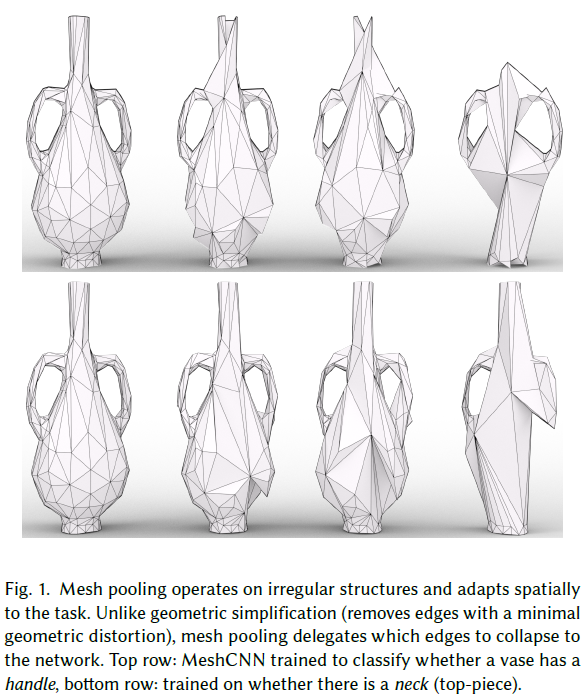 Fig. 1. Mesh pooling operates on irregular structures and adapts spatially
to the task. Unlike geometric simplification (removes edges with a minimal
geometric distortion), mesh pooling delegates which edges to collapse to
the network. Top row: MeshCNN trained to classify whether a vase has a
handle, bottom row: trained on whether there is a neck (top-piece).